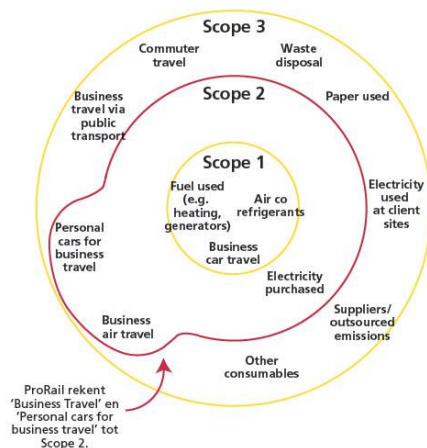 Scope 3
Commuter
travel
Waste
disposal
Business
travel via
public
transport
Scope 2
Paper used
Scope 1
Fuel used
(e.g.
heating,
generators)
Air co
refrigerants
Business
car travel
Electricity
used
at client
sites
Personal
cars for
business
travel
Electricity
purchased
Business
air travel
Suppliers/
outsourced
emissions
Other
consumables
ProRail rekent
‘Business Travel’ en
‘Personal cars for
business travel’ tot
Scope 2.